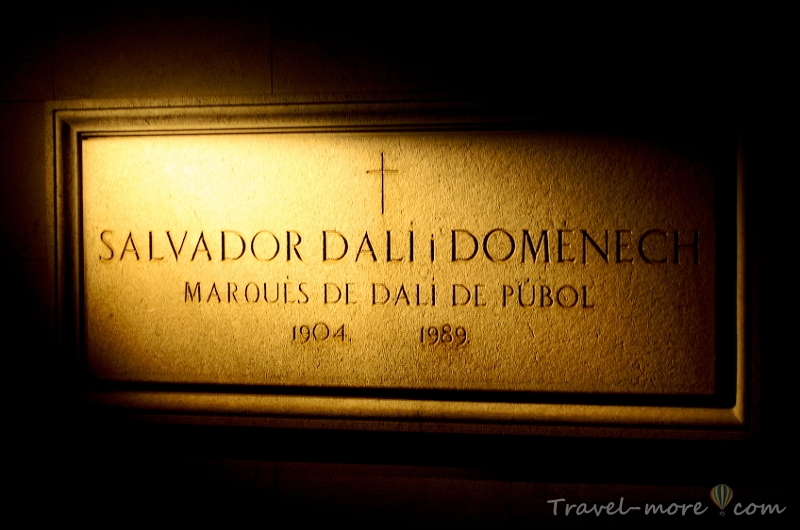 SALVADOR DALÍ i DOMÈNECH
MARQUÈS DE DALÍ DE PÚBOL
1904. 1989.
Travel-more.com